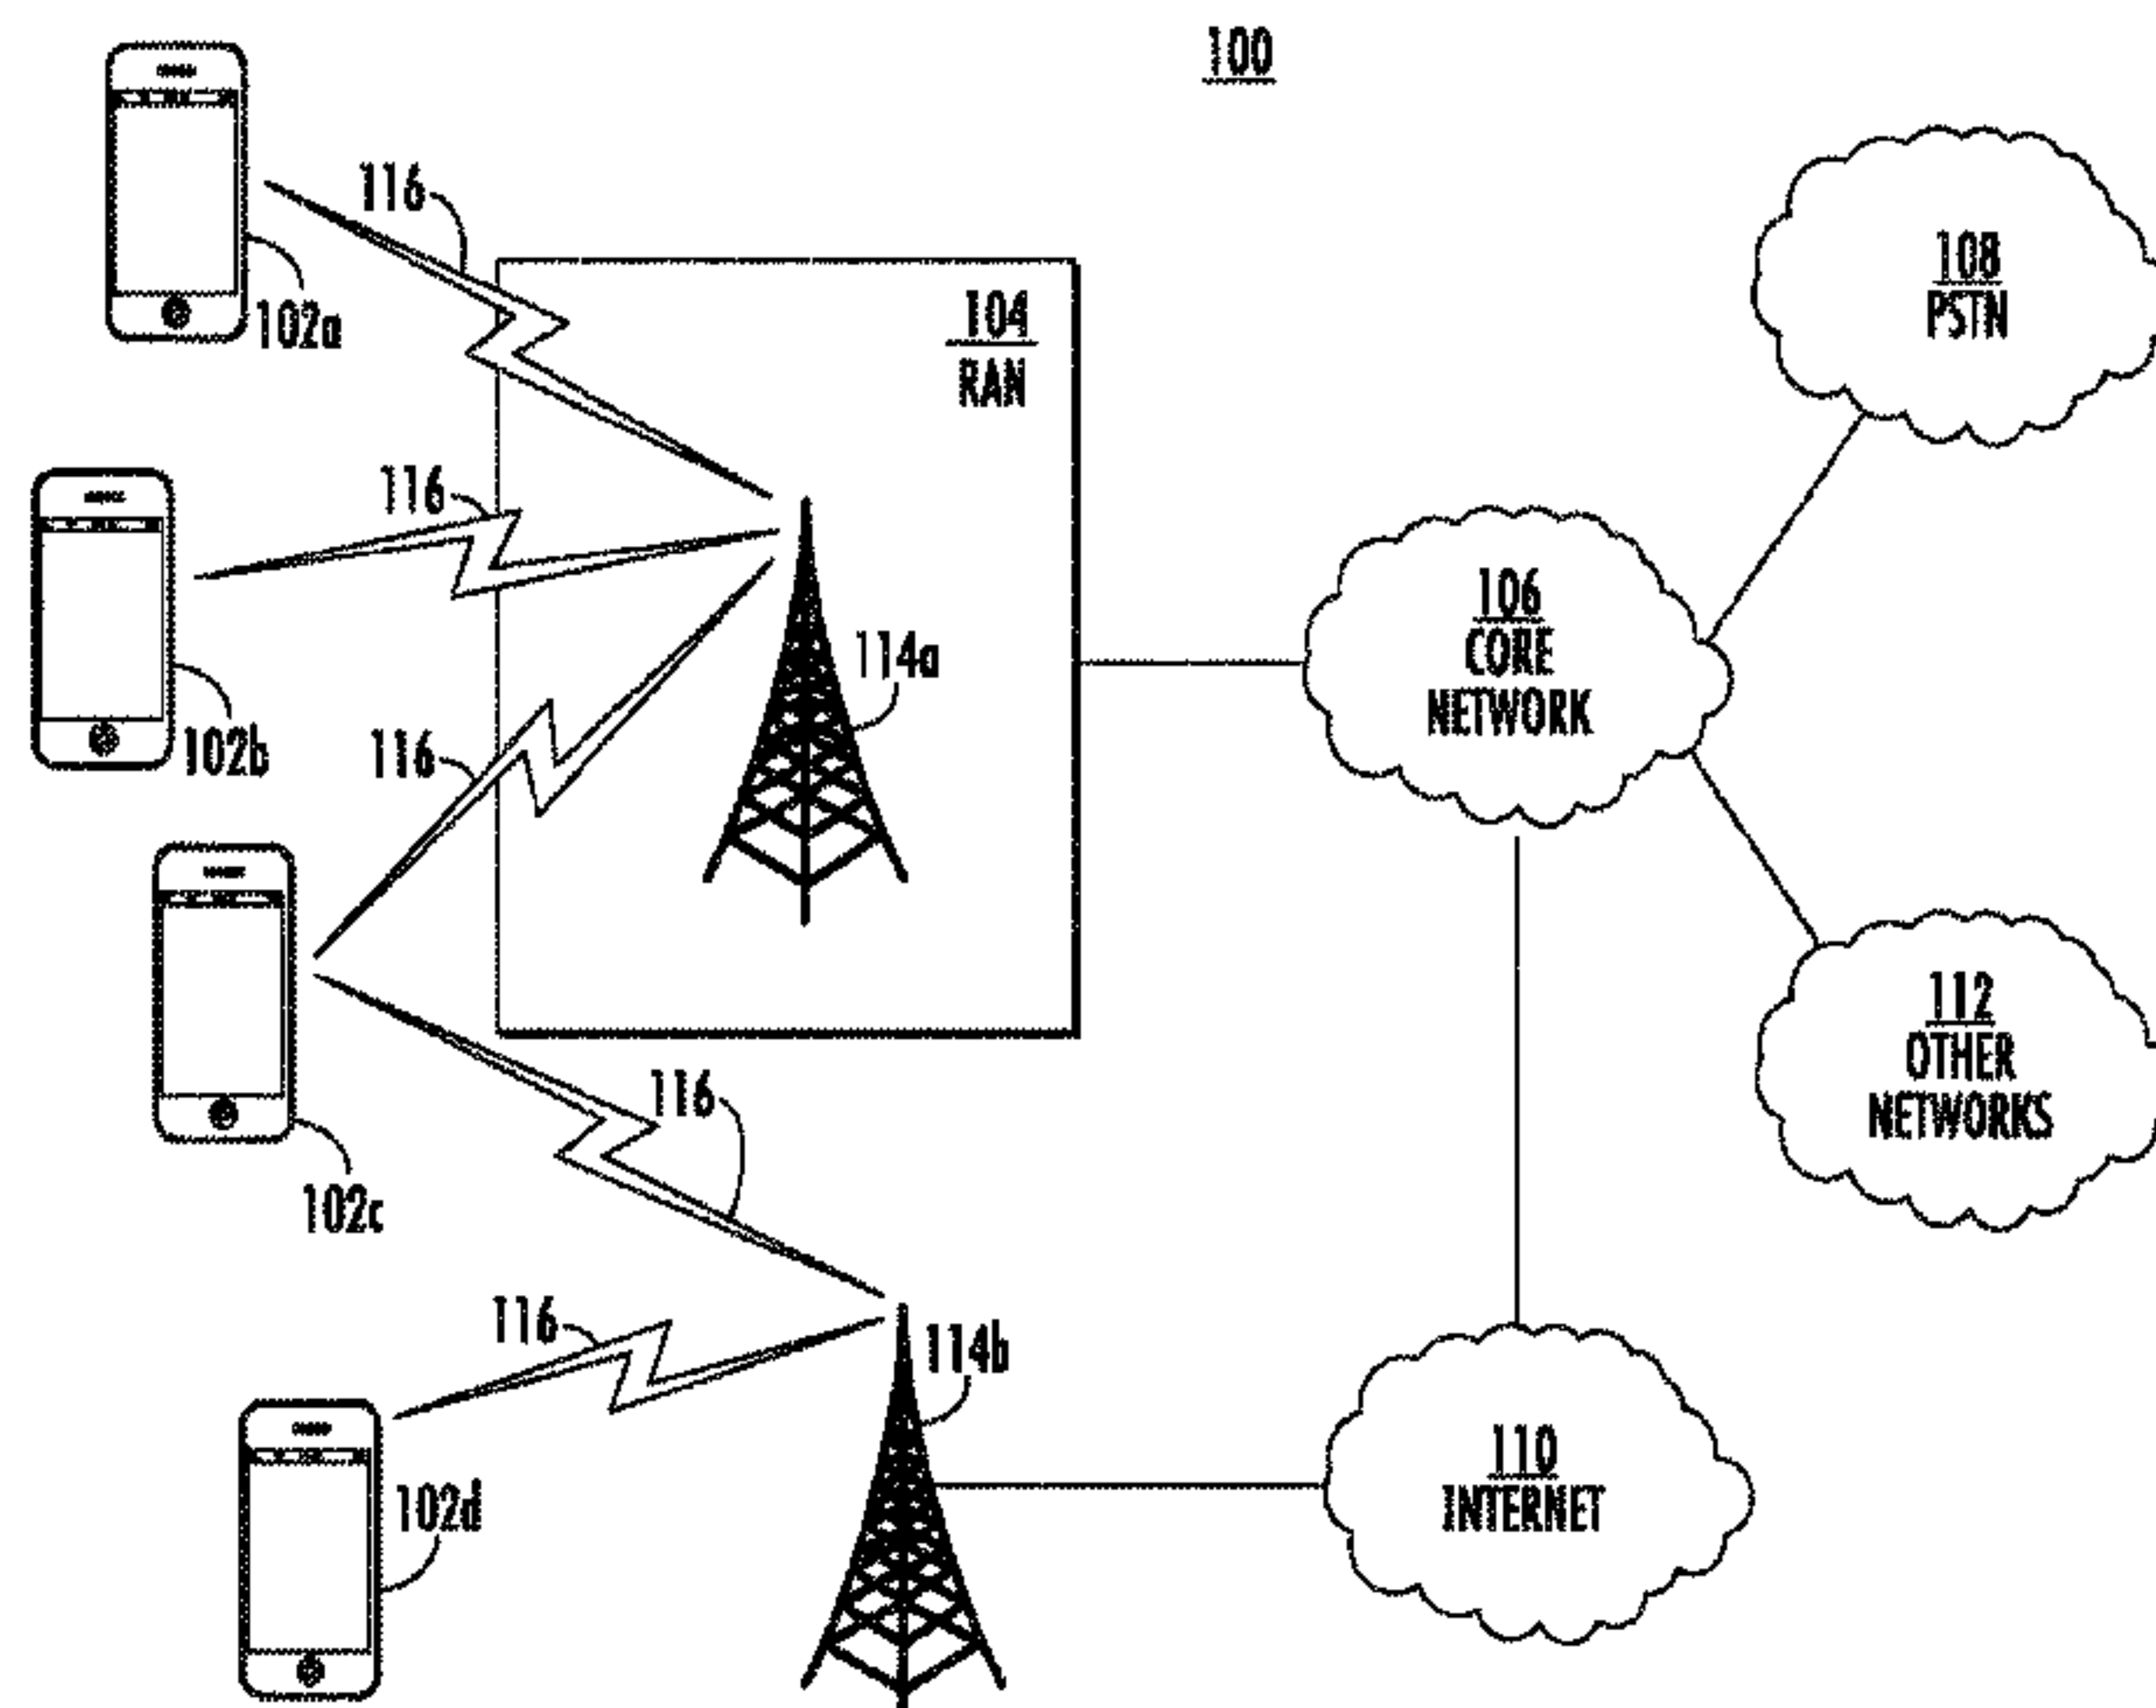 100
116
102a
104
RAN
108
PSTN
116
102b
114a
106
CORE
NETWORK
116
102c
116
112
OTHER
NETWORKS
116
114b
102d
110
INTERNET